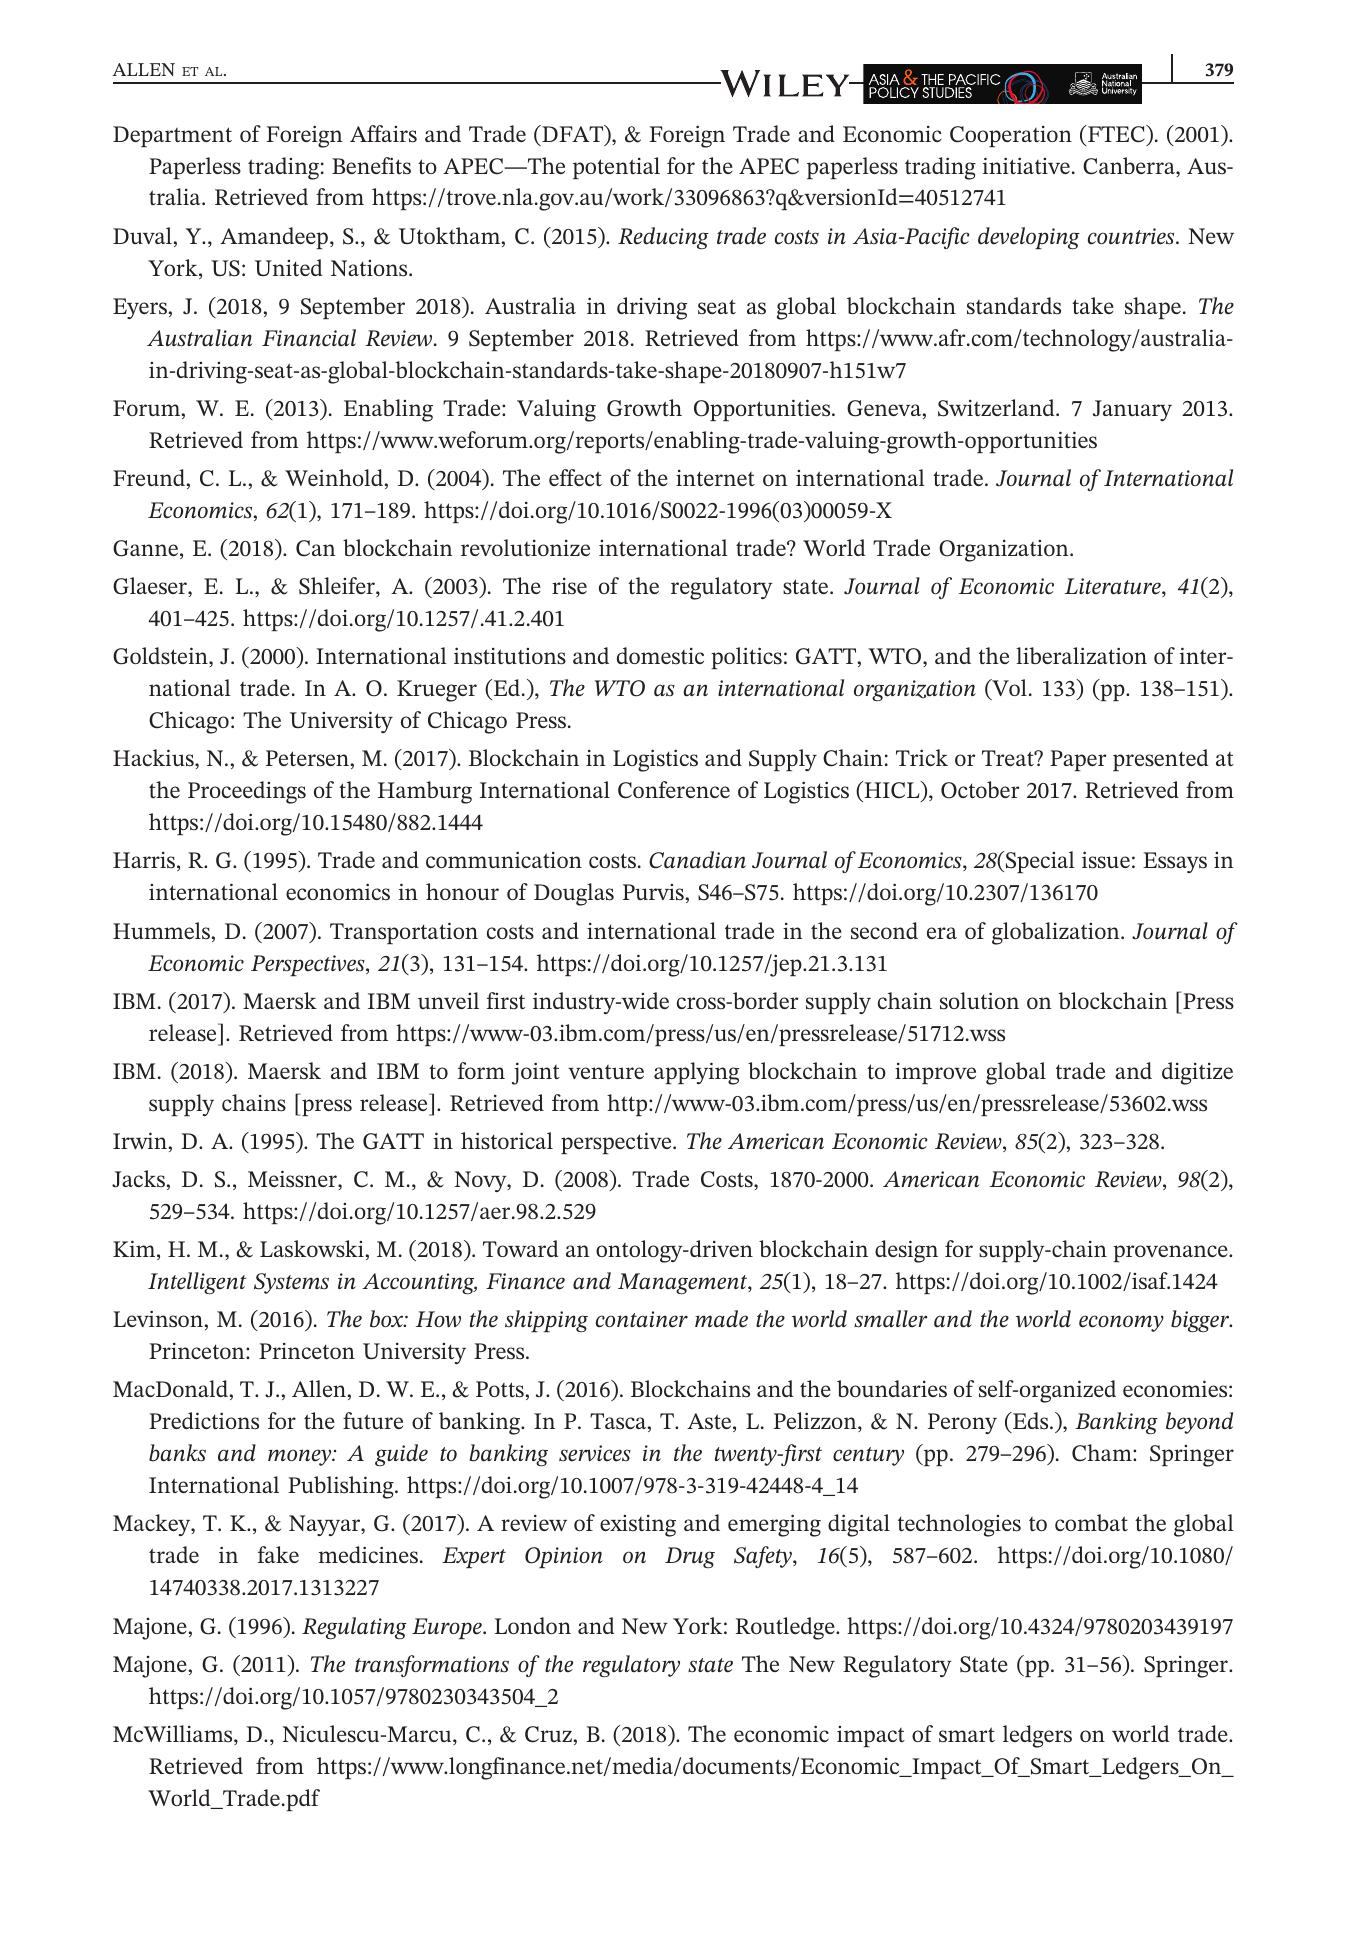 ALLEN ET AL.
WILEY
ASIA & THE PACIFIC
POLICY STUDIES
Australian
National
University
379
Department of Foreign Affairs and Trade (DFAT), & Foreign Trade and Economic Cooperation (FTEC). (2001).
Paperless trading: Benefits to APEC—The potential for the APEC paperless trading initiative. Canberra, Aus-
tralia. Retrieved from https://trove.nla.gov.au/work/33096863?q&versionId=40512741
Duval, Y., Amandeep, S., & Utoktham, C. (2015). Reducing trade costs in Asia-Pacific developing countries. New
York, US: United Nations.
Eyers, J. (2018, 9 September 2018). Australia in driving seat as global blockchain standards take shape. The
Australian Financial Review. 9 September 2018. Retrieved from https://www.afr.com/technology/australia-
in-driving-seat-as-global-blockchain-standards-take-shape-20180907-h151w7
Forum, W. E. (2013). Enabling Trade: Valuing Growth Opportunities. Geneva, Switzerland. 7 January 2013.
Retrieved from https://www.weforum.org/reports/enabling-trade-valuing-growth-opportunities
Freund, C. L., & Weinhold, D. (2004). The effect of the internet on international trade. Journal of International
Economics, 62(1), 171–189. https://doi.org/10.1016/S0022-1996(03)00059-X
Ganne, E. (2018). Can blockchain revolutionize international trade? World Trade Organization.
Glaeser, E. L., & Shleifer, A. (2003). The rise of the regulatory state. Journal of Economic Literature, 41(2),
401–425. https://doi.org/10.1257/.41.2.401
Goldstein, J. (2000). International institutions and domestic politics: GATT, WTO, and the liberalization of inter-
national trade. In A. O. Krueger (Ed.), The WTO as an international organization (Vol. 133) (pp. 138–151).
Chicago: The University of Chicago Press.
Hackius, N., & Petersen, M. (2017). Blockchain in Logistics and Supply Chain: Trick or Treat? Paper presented at
the Proceedings of the Hamburg International Conference of Logistics (HICL), October 2017. Retrieved from
https://doi.org/10.15480/882.1444
Harris, R. G. (1995). Trade and communication costs. Canadian Journal of Economics, 28(Special issue: Essays in
international economics in honour of Douglas Purvis, S46–S75. https://doi.org/10.2307/136170
Hummels, D. (2007). Transportation costs and international trade in the second era of globalization. Journal of
Economic Perspectives, 21(3), 131–154. https://doi.org/10.1257/jep.21.3.131
IBM. (2017). Maersk and IBM unveil first industry-wide cross-border supply chain solution on blockchain [Press
release]. Retrieved from https://www-03.ibm.com/press/us/en/pressrelease/51712.wss
IBM. (2018). Maersk and IBM to form joint venture applying blockchain to improve global trade and digitize
supply chains [press release]. Retrieved from http://www-03.ibm.com/press/us/en/pressrelease/53602.wss
Irwin, D. A. (1995). The GATT in historical perspective. The American Economic Review, 85(2), 323–328.
Jacks, D. S., Meissner, C. M., & Novy, D. (2008). Trade Costs, 1870-2000. American Economic Review, 98(2),
529–534. https://doi.org/10.1257/aer.98.2.529
Kim, H. M., & Laskowski, M. (2018). Toward an ontology-driven blockchain design for supply-chain provenance.
Intelligent Systems in Accounting, Finance and Management, 25(1), 18–27. https://doi.org/10.1002/isaf.1424
Levinson, M. (2016). The box: How the shipping container made the world smaller and the world economy bigger.
Princeton: Princeton University Press.
MacDonald, T. J., Allen, D. W. E., & Potts, J. (2016). Blockchains and the boundaries of self-organized economies:
Predictions for the future of banking. In P. Tasca, T. Aste, L. Pelizzon, & N. Perony (Eds.), Banking beyond
banks and money: A guide to banking services in the twenty-first century (pp. 279–296). Cham: Springer
International Publishing. https://doi.org/10.1007/978-3-319-42448-4_14
Mackey, T. K., & Nayyar, G. (2017). A review of existing and emerging digital technologies to combat the global
trade in fake medicines. Expert Opinion on Drug Safety, 16(5), 587–602. https://doi.org/10.1080/
14740338.2017.1313227
Majone, G. (1996). Regulating Europe. London and New York: Routledge. https://doi.org/10.4324/9780203439197
Majone, G. (2011). The transformations of the regulatory state The New Regulatory State (pp. 31–56). Springer.
https://doi.org/10.1057/9780230343504_2
McWilliams, D., Niculescu-Marcu, C., & Cruz, B. (2018). The economic impact of smart ledgers on world trade.
Retrieved from https://www.longfinance.net/media/documents/Economic_Impact_Of_Smart_Ledgers_On_
World_Trade.pdf